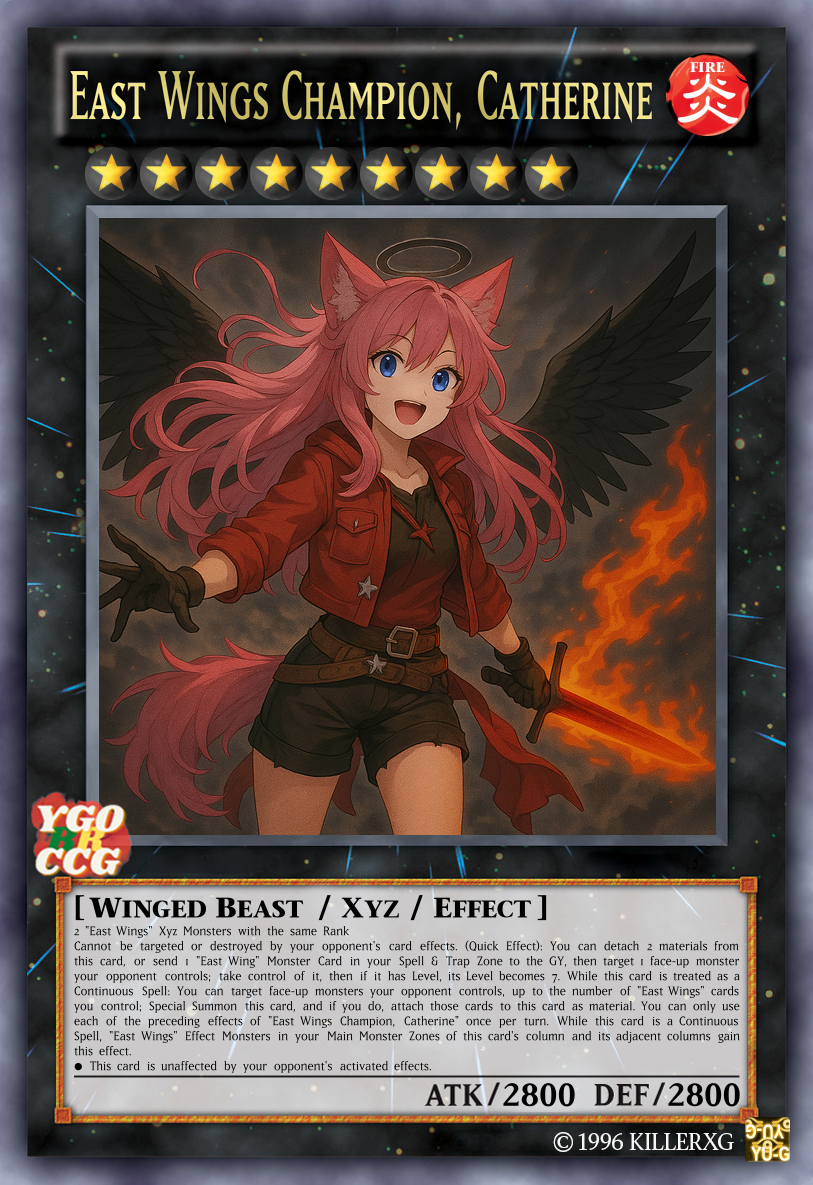 EAST WINGS CHAMPION, CATHERINE
FIRE
炎
YGO
RR
CCG
[ WINGED BEAST / XYZ / EFFECT ]
2 "East Wings" Xyz Monsters with the same Rank
Cannot be targeted or destroyed by your opponent's card effects. (Quick Effect): You can detach 2 materials from
this card, or send 1 "East Wing" Monster Card in your Spell & Trap Zone to the GY, then target 1 face-up monster
your opponent controls; take control of it, then if it has Level, its Level becomes 7. While this card is treated as a
Continuous Spell: You can target face-up monsters your opponent controls, up to the number of "East Wings" cards
you control; Special Summon this card, and if you do, attach those cards to this card as material. You can only use
each of the preceding effects of "East Wings Champion, Catherine" once per turn. While this card is a Continuous
Spell, "East Wings" Effect Monsters in your Main Monster Zones of this card's column and its adjacent columns gain
this effect.
● This card is unaffected by your opponent's activated effects.
ATK/2800 DEF/2800
© 1996 KILLERXG